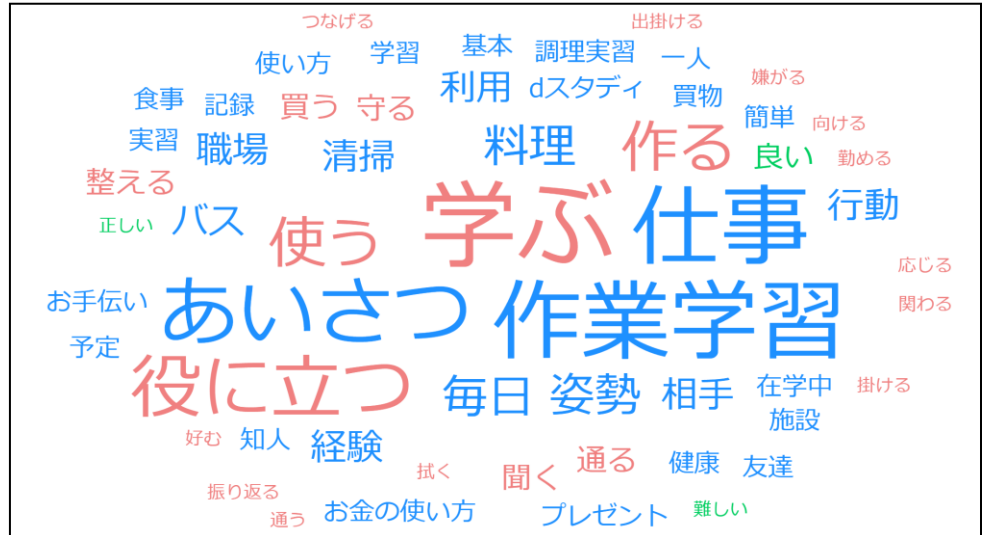 つなげる 出掛ける
使い方 学習 基本 調理実習 一人
嫌がる
食事 記録 買う 守る 利用 dスタディ 買物
簡単 向ける
実習 職場 清掃 料理 作る 良い 勤める
整える
正しい バス 使う 学ぶ 仕事 行動
応じる
お手伝い あいさつ 作業学習 関わる
予定
役に立つ 毎日 姿勢 相手 在学中 掛ける
施設
好む 知人 経験
拭く 聞く 通る 健康 友達
振り返る
通う お金の使い方 プレゼント 難しい